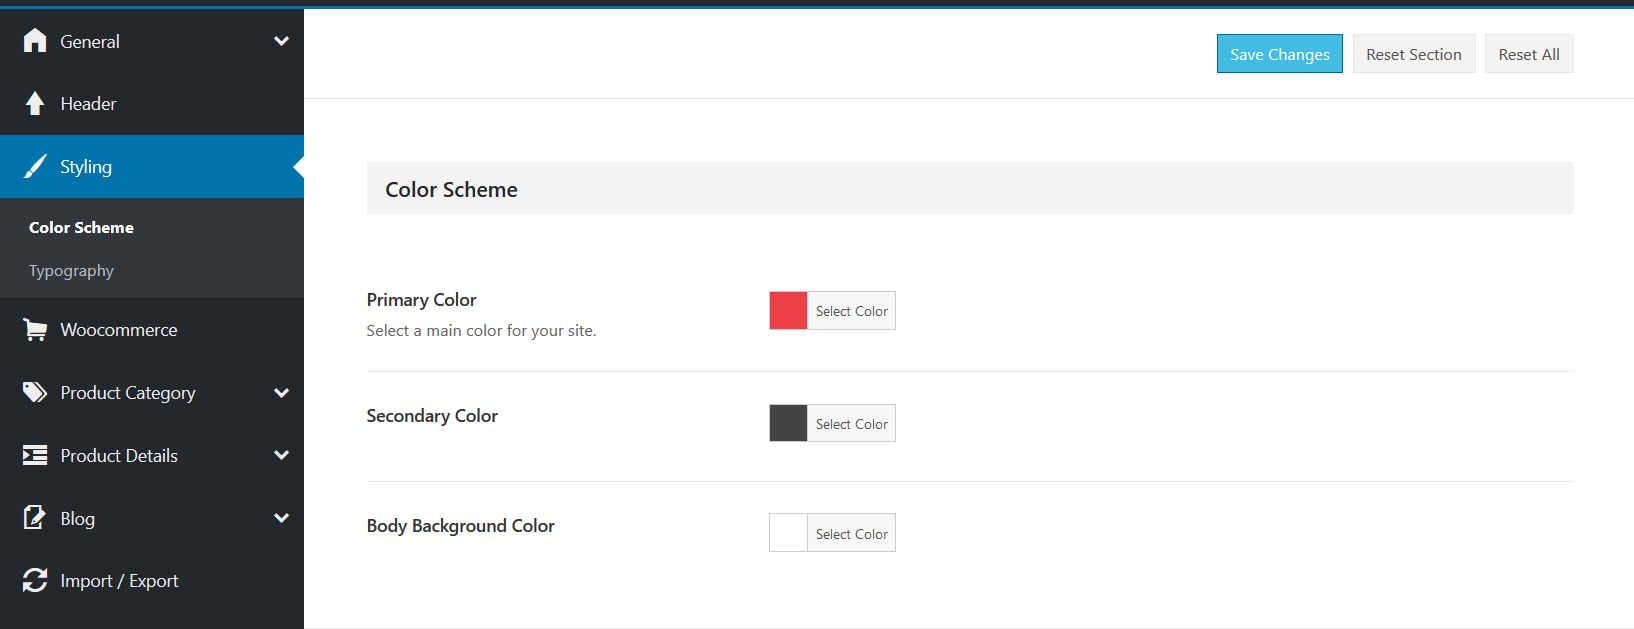 General
Header
Styling
Color Scheme
Typography
Woocommerce
Product Category
Product Details
Blog
Import / Export
Save Changes
Reset Section
Reset All
Color Scheme
Primary Color
Select a main color for your site.
Select Color
Secondary Color
Select Color
Body Background Color
Select Color